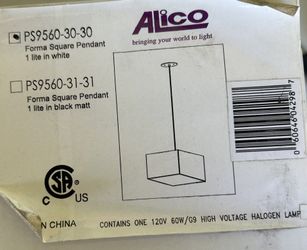 PS9560-30-30
Forma Square Pendant
1 lite in white
ALICO
bringing your world to light
PS9560-31-31
Forma Square Pendant
1 lite in black matt
CSA
C US
N CHINA
CONTAINS ONE 120V 60W/G9 HIGH VOLTAGE HALOGEN LAMP